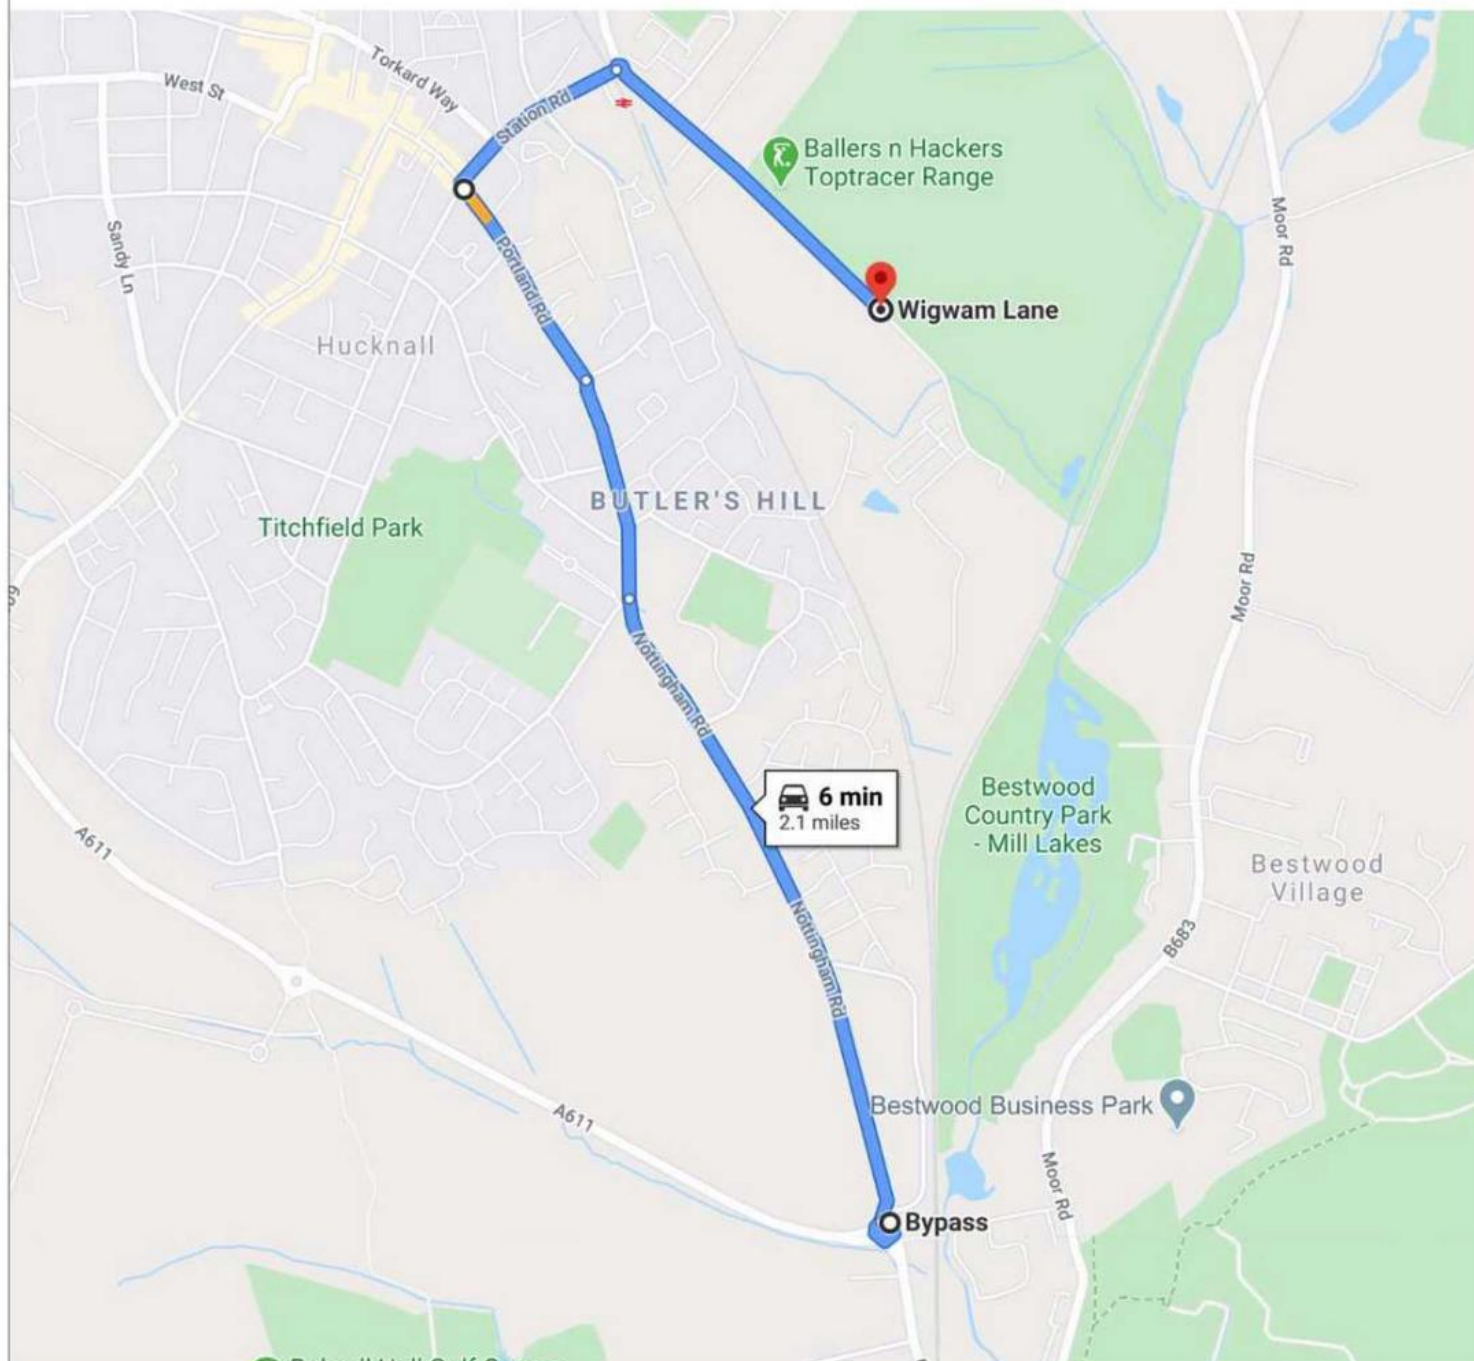 West St
Torkard Way
Station Rd
Ballers n Hackers
Toptracer Range
Sandy Ln
Portland Rd
Moor Rd
Wigwam Lane
Hucknall
BUTLER'S HILL
Titchfield Park
Moor Rd
Nottingham Rd
6 min
2.1 miles
Bestwood
Country Park
- Mill Lakes
A611
Bestwood
Village
Nottingham Rd
B683
A611
Bestwood Business Park
Moor Rd
Bypass